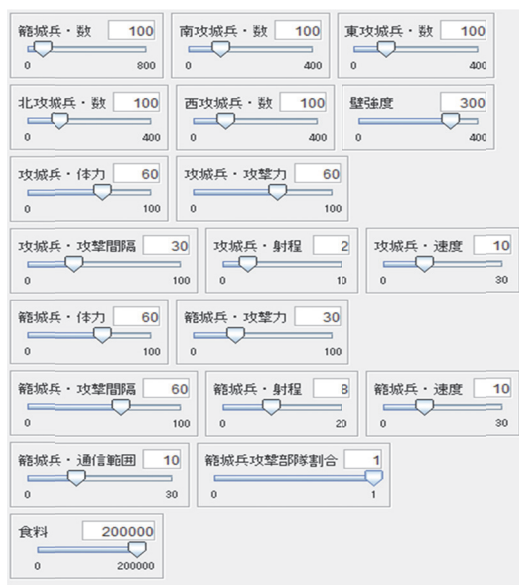 籠城兵・数 100 南攻城兵・数 100 東攻城兵・数 100
0 800 0 400 0 400
北攻城兵・数 100 西攻城兵・数 100 壁強度 300
0 400 0 400 0 400
攻城兵・体力 60 攻城兵・攻撃力 60
0 100 0 100
攻城兵・攻撃間隔 30 攻城兵・射程 2 攻城兵・速度 10
0 100 0 10 0 30
籠城兵・体力 60 籠城兵・攻撃力 30
0 100 0 100
籠城兵・攻撃間隔 60 籠城兵・射程 8 籠城兵・速度 10
0 100 0 20 0 30
籠城兵・通信範囲 10 籠城兵攻撃部隊割合 1
0 30 0 1
食料 200000
0 200000